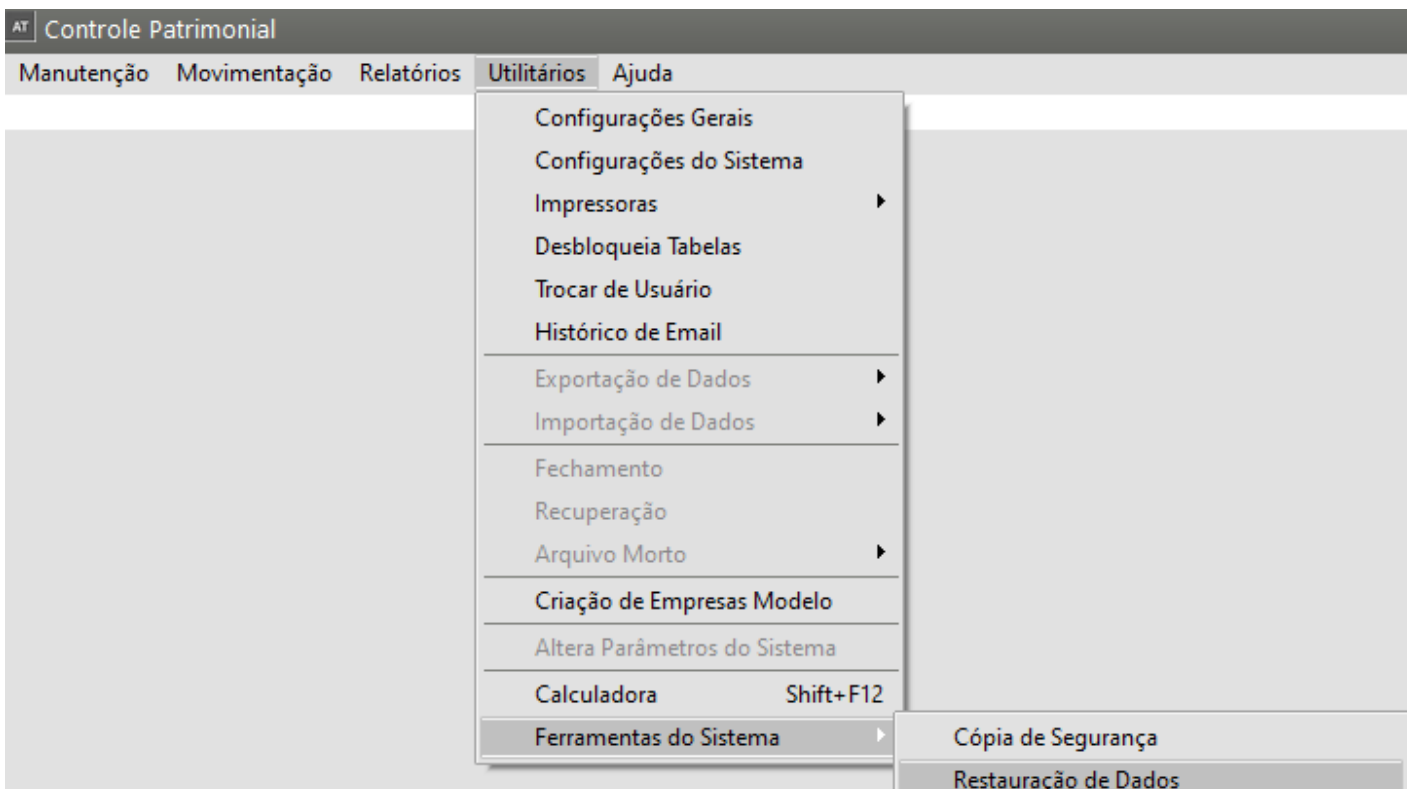 AT Controle Patrimonial
Manutenção Movimentação Relatórios Utilitários Ajuda
Configurações Gerais
Configurações do Sistema
Impressoras
Desbloqueia Tabelas
Trocar de Usuário
Histórico de Email
Exportação de Dados
Importação de Dados
Fechamento
Recuperação
Arquivo Morto
Criação de Empresas Modelo
Altera Parâmetros do Sistema
Calculadora Shift+F12
Ferramentas do Sistema Cópia de Segurança
Restauração de Dados